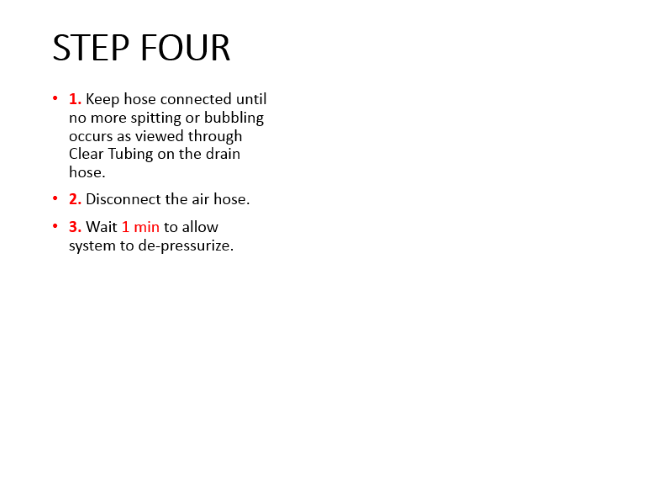 STEP FOUR
• 1. Keep hose connected until
no more spitting or bubbling
occurs as viewed through
Clear Tubing on the drain
hose.
• 2. Disconnect the air hose.
• 3. Wait 1 min to allow
system to de-pressurize.